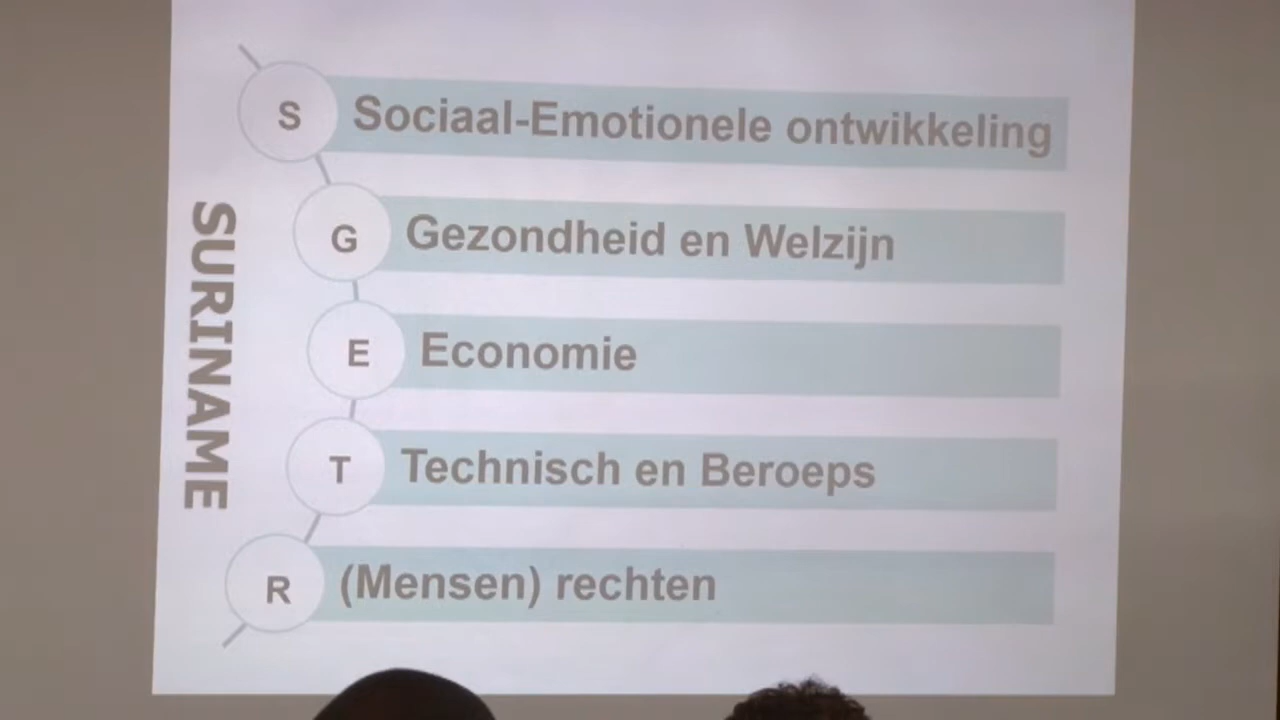 SURINAME
S Sociaal-Emotionele ontwikkeling
G Gezondheid en Welzijn
E Economie
T Technisch en Beroeps
R (Mensen) rechten